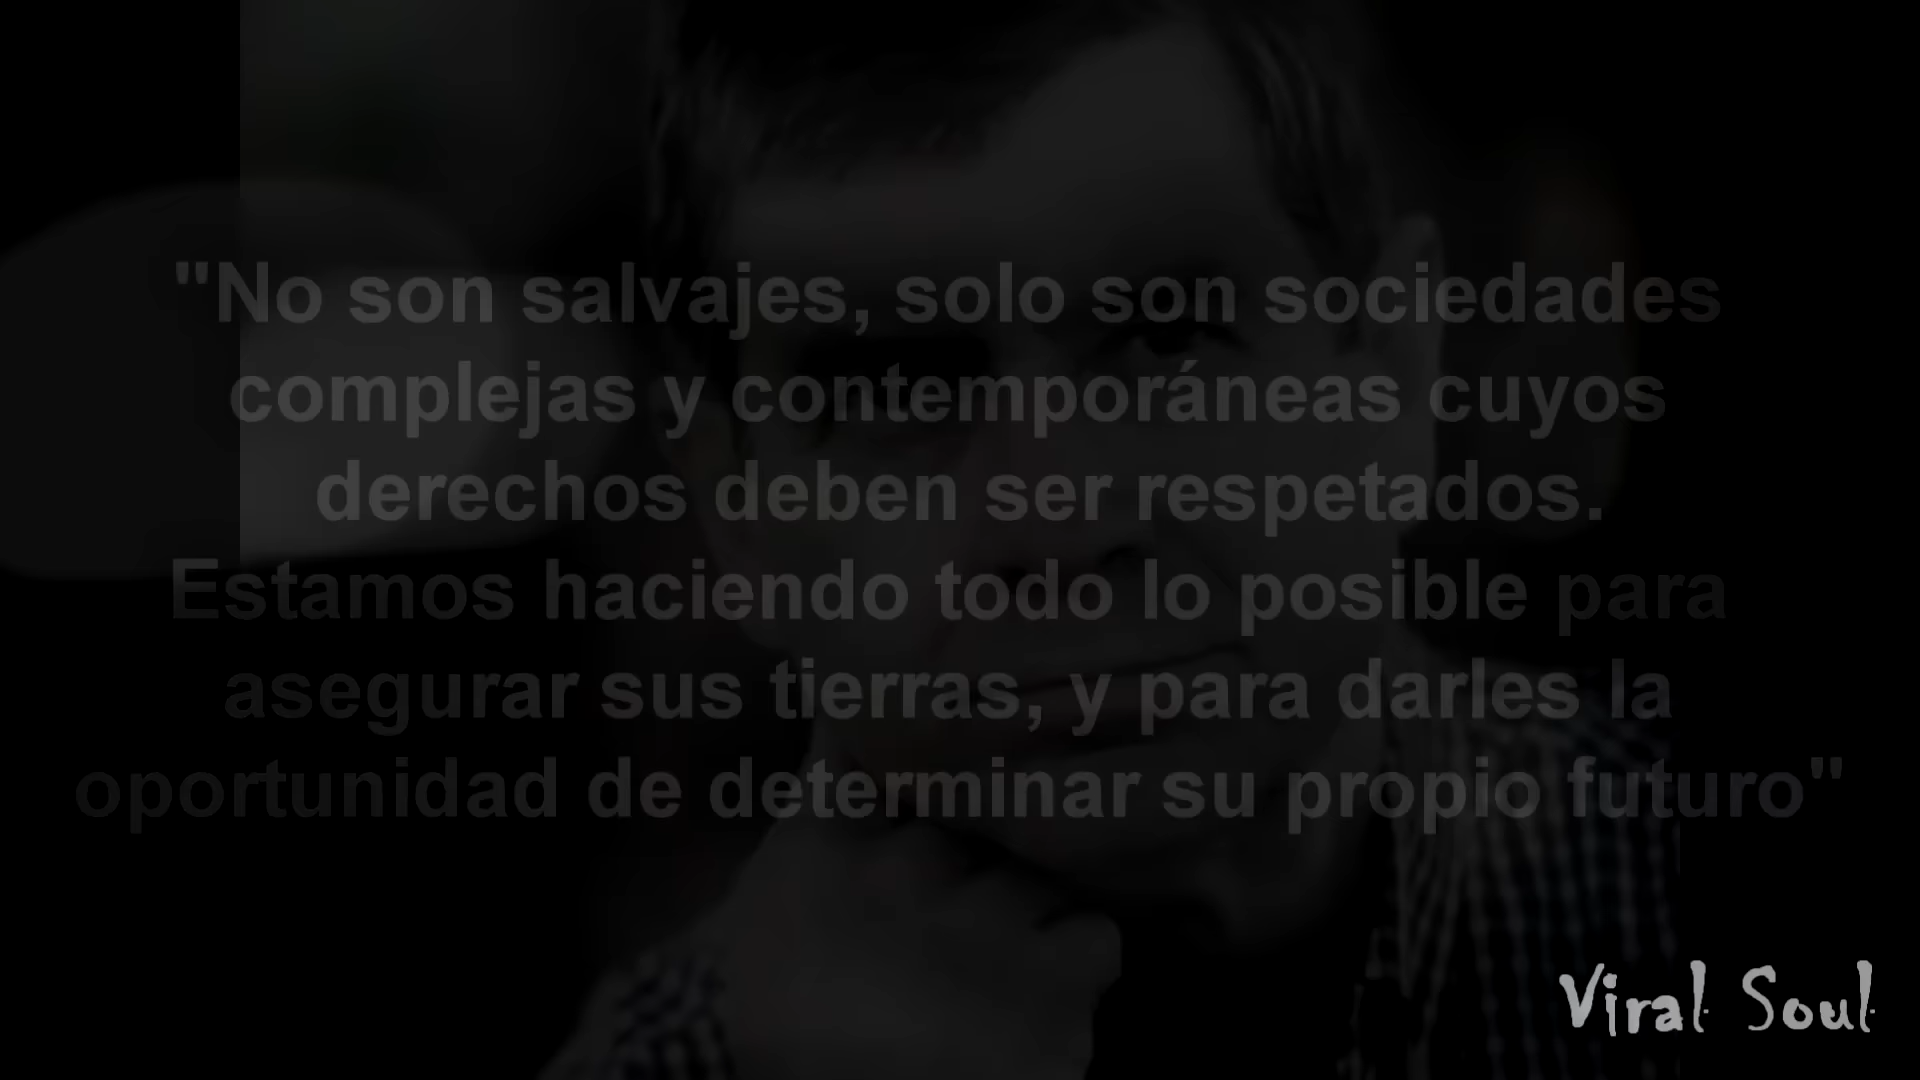 "No son salvajes, solo son sociedades
complejas y contemporáneas cuyos
derechos deben ser respetados.
Estamos haciendo todo lo posible para
asegurar sus tierras, y para darles la
oportunidad de determinar su propio futuro"
Viral Soul